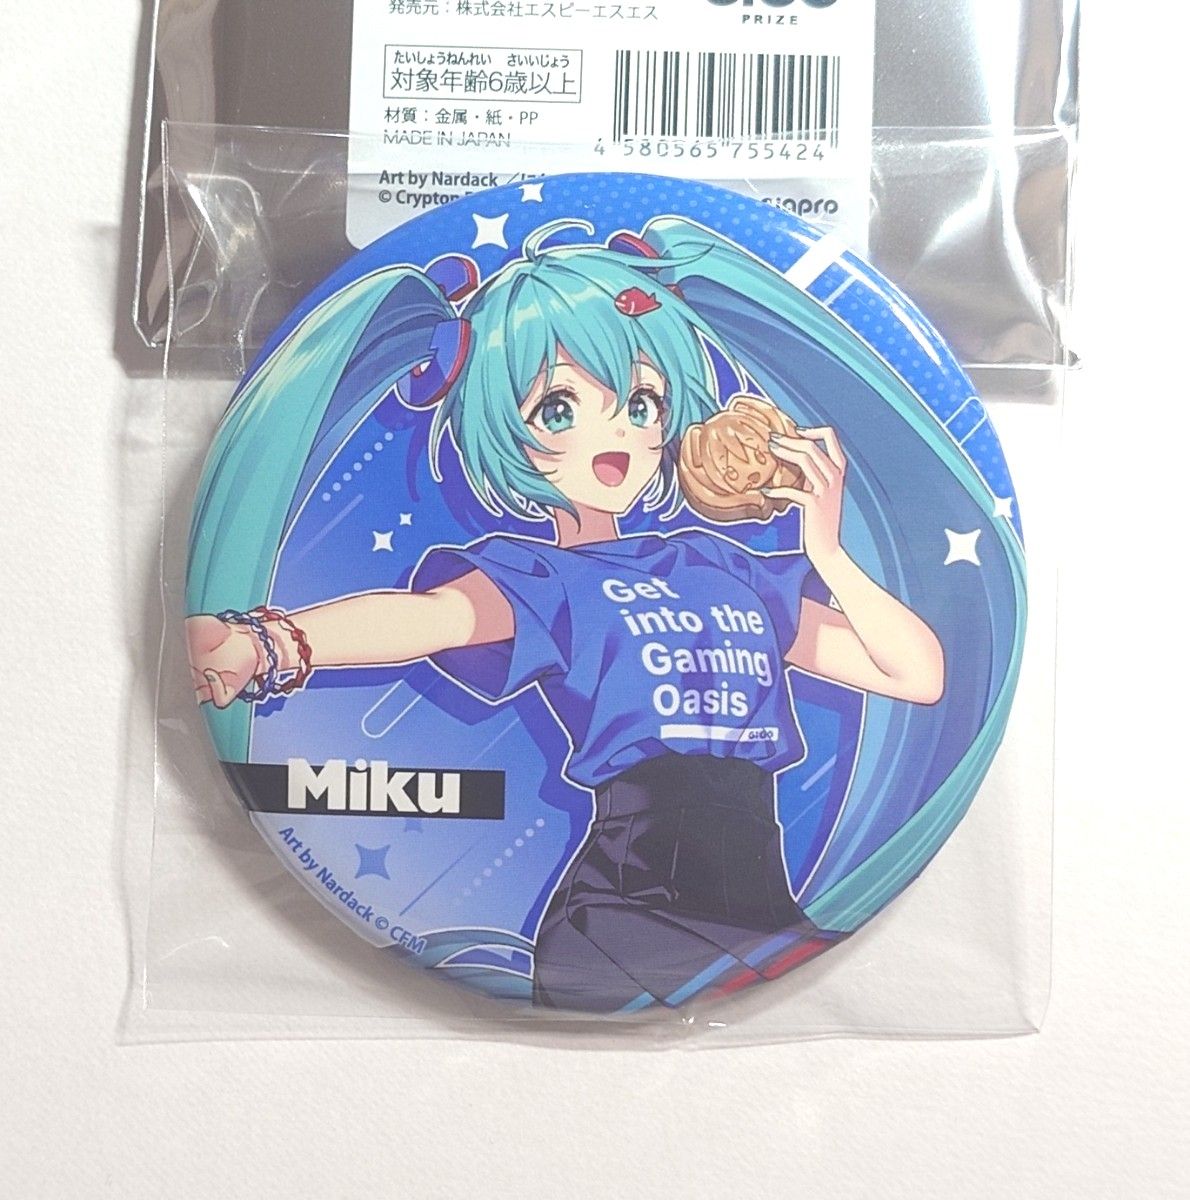 発売元：株式会社エスピーエスエス
PRIZE
たいしょうねんれい さいいじょう
対象年齢6歳以上
材質：金属・紙・PP
MADE IN JAPAN
4 580565 755424
Art by Nardack
© Crypton
piapro
Get
into the
Gaming
Oasis
GiGO
Miku
Art by Nardack © CFM